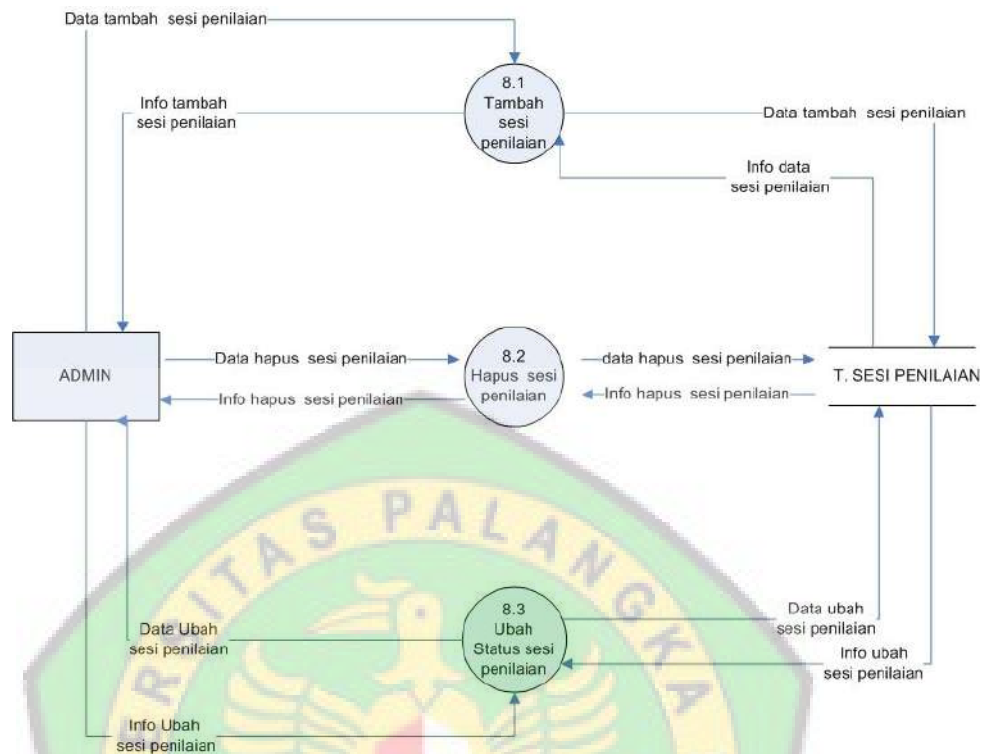 Data tambah sesi penilaian
8.1
Tambah
sesi
penilaian
Info tambah
sesi penilaian
Data tambah sesi penilaian
Info data
sesi penilaian
ADMIN
Data hapus sesi penilaian
8.2
Hapus sesi
penilaian
data hapus sesi penilaian
T. SESI PENILAIAN
Info hapus sesi penilaian
Info hapus sesi penilaian
ERSITAS PALANGKA
8.3
Ubah
Status sesi
penilaian
Data Ubah
sesi penilaian
Data ubah
sesi penilaian
Info ubah
sesi penilaian
Info Ubah
sesi penilaian